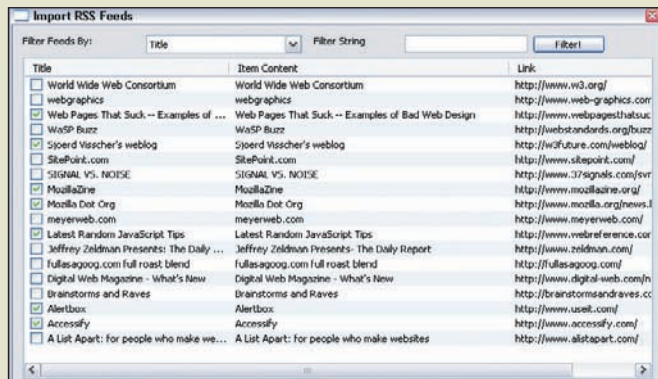 Import RSS Feeds
Filter Feeds By: Title Filter String Filter!
Title Item Content Link
World Wide Web Consortium World Wide Web Consortium http://www.w3.org/
webgraphics webgraphics http://www.web-graphics.com
Web Pages That Suck -- Examples of ... Web Pages That Suck -- Examples of Bad Web Design http://www.webpagesthatsuc
WaSP Buzz WaSP Buzz http://webstandards.org/buzz
Sjoerd Visscher's weblog Sjoerd Visscher's weblog http://w3future.com/weblog/
SitePoint.com SitePoint.com http://www.sitepoint.com/
SIGNAL VS. NOISE SIGNAL VS. NOISE http://www.37signals.com/svn
MozillaZine MozillaZine http://www.mozillazine.org/
Mozilla Dot Org Mozilla Dot Org http://www.mozilla.org/news.l
meyerweb.com meyerweb.com http://www.meyerweb.com/
Latest Random JavaScript Tips Latest Random JavaScript Tips http://www.webreference.cor
Jeffrey Zeldman Presents: The Daily ... Jeffrey Zeldman Presents- The Daily Report http://www.zeldman.com/
fullasagoog.com full roast blend fullasagoog.com full roast blend http://fullasagoog.com/
Digital Web Magazine - What's New Digital Web Magazine - What's New http://www.digital-web.com/n
Brainstorms and Raves Brainstorms and Raves http://brainstormsandraves.cc
Alertbox Alertbox http://www.useit.com/
Accessify Accessify http://www.accessify.com/
A List Apart: for people who make we... A List Apart: for people who make websites http://www.alistapart.com/